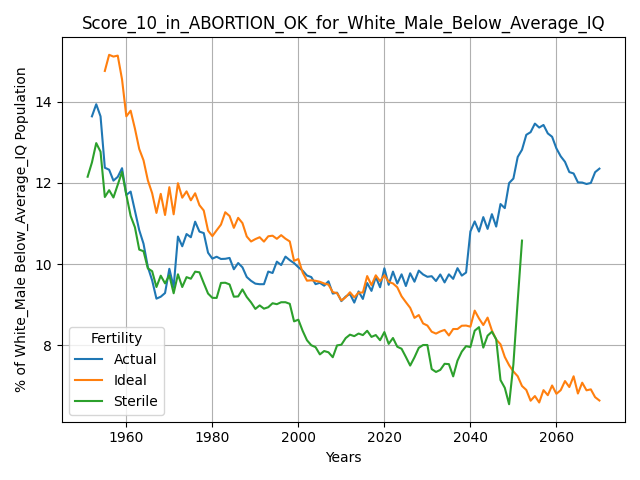 Score_10_in_ABORTION_OK_for_White_Male_Below_Average_IQ
% of White_Male Below_Average_IQ Population
14
12
10
8
Fertility
Actual
Ideal
Sterile
1960
1980
2000
2020
2040
2060
Years